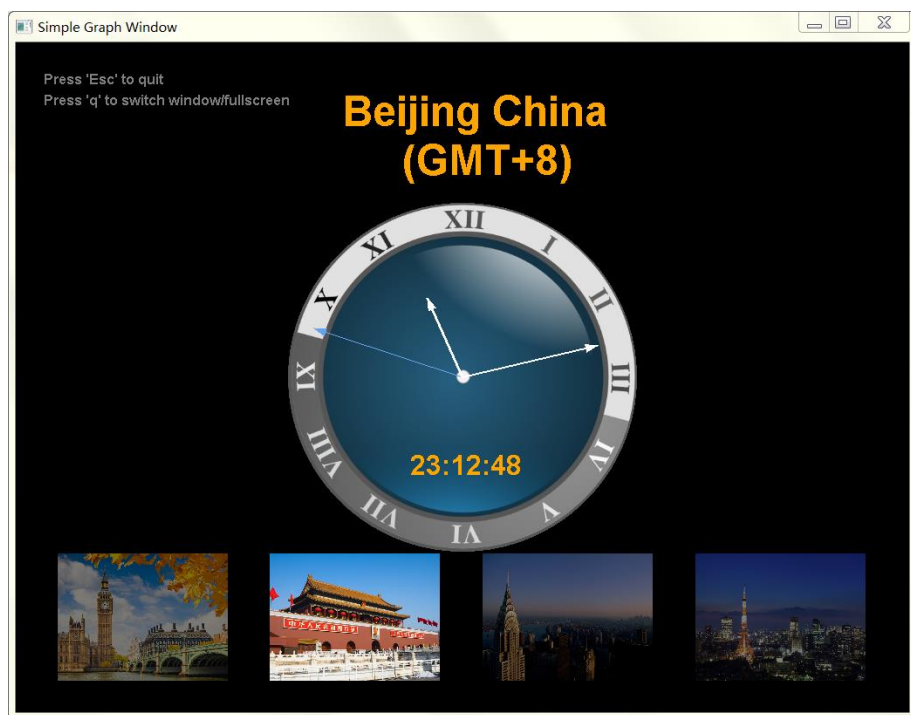 Simple Graph Window
Press 'Esc' to quit
Press 'q' to switch window/fullscreen
Beijing China
(GMT+8)
XII
I
II
III
IV
V
VI
VII
VIII
IX
X
XI
23:12:48